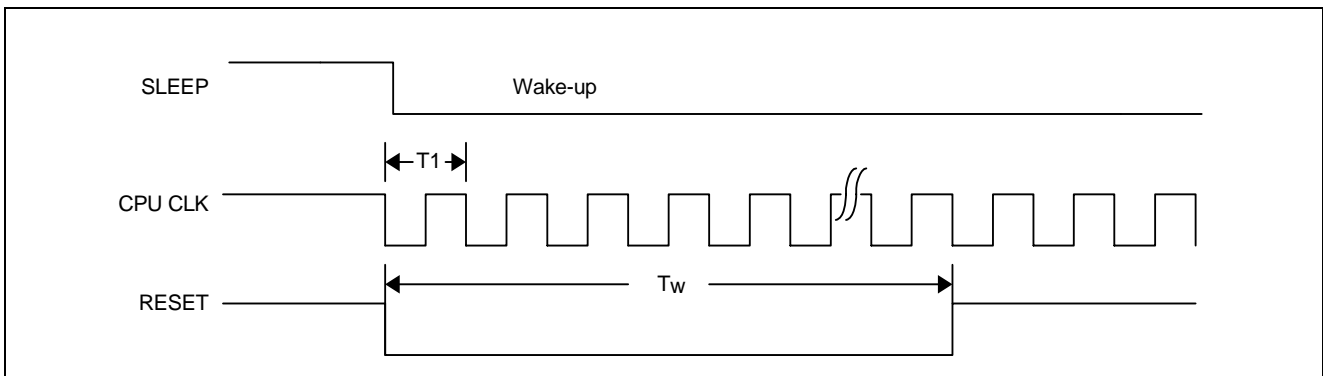 SLEEP
Wake-up
T1
CPU CLK
TW
RESET